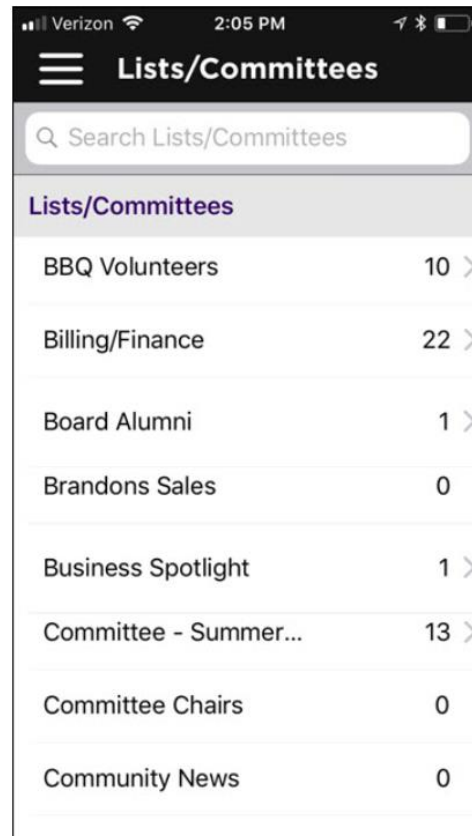 Verizon 2:05 PM
Lists/Committees
Search Lists/Committees
Lists/Committees
BBQ Volunteers 10
Billing/Finance 22
Board Alumni 1
Brandons Sales 0
Business Spotlight 1
Committee - Summer... 13
Committee Chairs 0
Community News 0